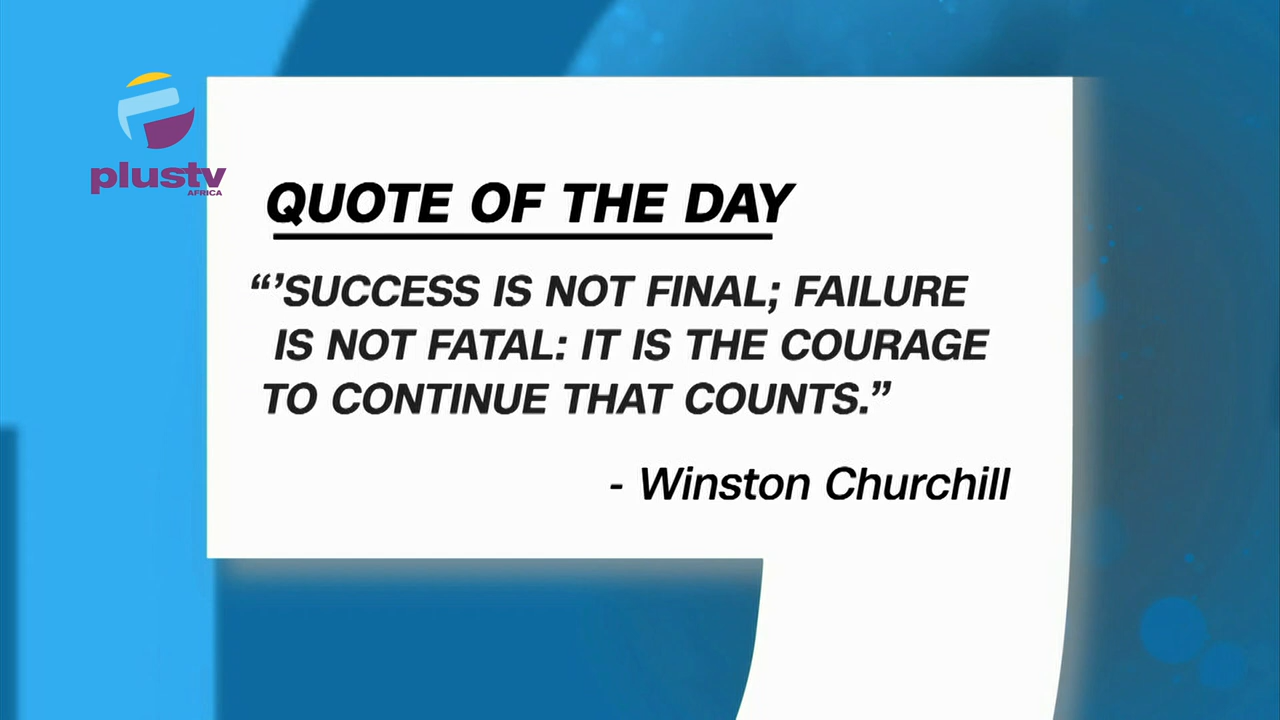 plustv
AFRICA
QUOTE OF THE DAY
“’SUCCESS IS NOT FINAL; FAILURE
IS NOT FATAL: IT IS THE COURAGE
TO CONTINUE THAT COUNTS.”
- Winston Churchill